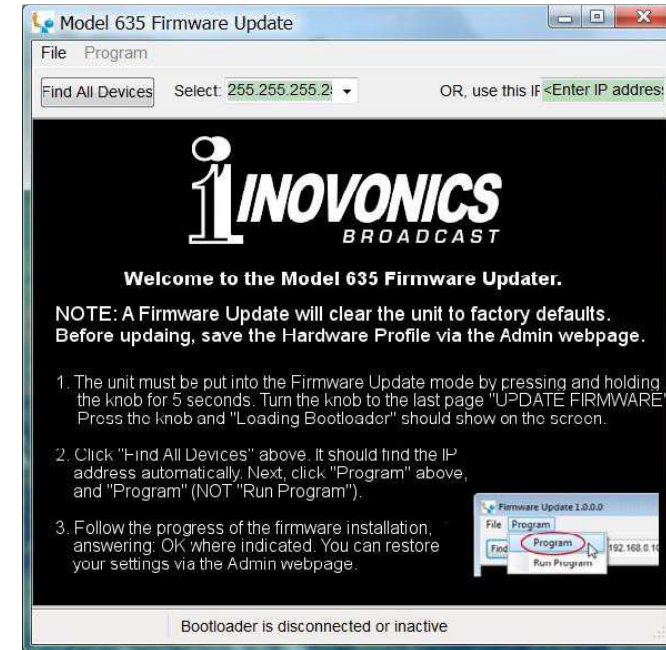 Model 635 Firmware Update
File Program
Find All Devices Select: 255.255.255.2 OR, use this IF <Enter IP address
INOVONICS
BROADCAST
Welcome to the Model 635 Firmware Updater.
NOTE: A Firmware Update will clear the unit to factory defaults.
Before updaing, save the Hardware Profile via the Admin webpage.
1. The unit must be put into the Firmware Update mode by pressing and holding
the knob for 5 seconds. Turn the knob to the last page "UPDATE FIRMWARE"
Press the knob and "Loading Bootloader" should show on the screen.
2. Click "Find All Devices" above. It should find the IP
address automatically. Next, click "Program" above,
and "Program" (NOT "Run Program").
3. Follow the progress of the firmware installation,
answering: OK where indicated. You can restore
your settings via the Admin webpage.
Firmware Update 1.0.0.0
File Program
Find Program 192.168.0.10
Run Program
Bootloader is disconnected or inactive